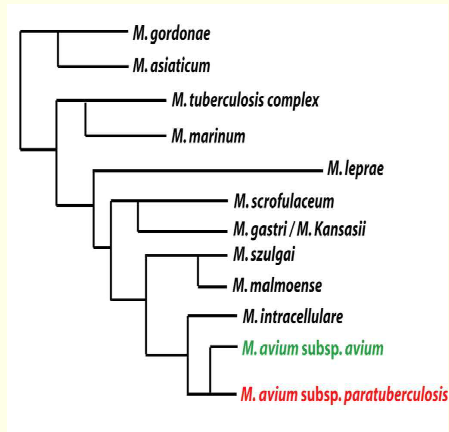 M. gordonae
M. asiaticum
M. tuberculosis complex
M. marinum
M. leprae
M. scrofulaceum
M. gastri / M. Kansasii
M. szulgai
M. malmoense
M. intracellulare
M. avium subsp. avium
M. avium subsp. paratuberculosis